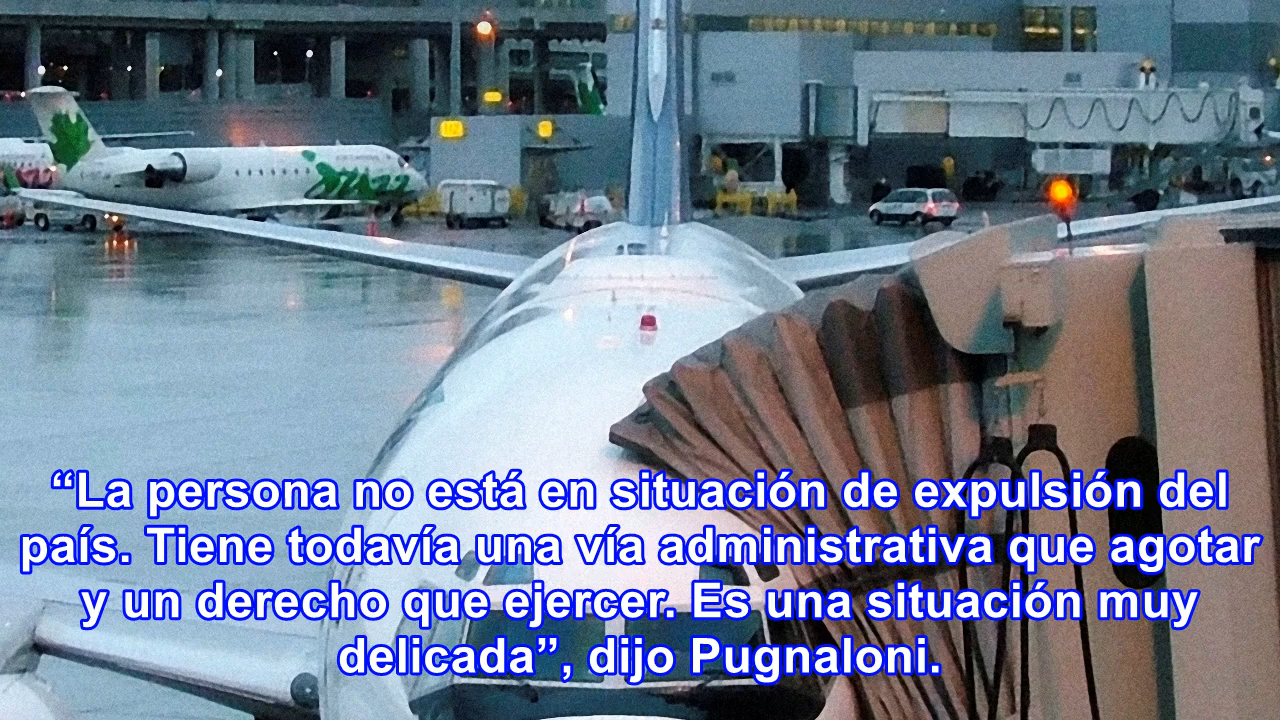 JAZZ
“La persona no está en situación de expulsión del
país. Tiene todavía una vía administrativa que agotar
y un derecho que ejercer. Es una situación muy
delicada”, dijo Pugnaloni.